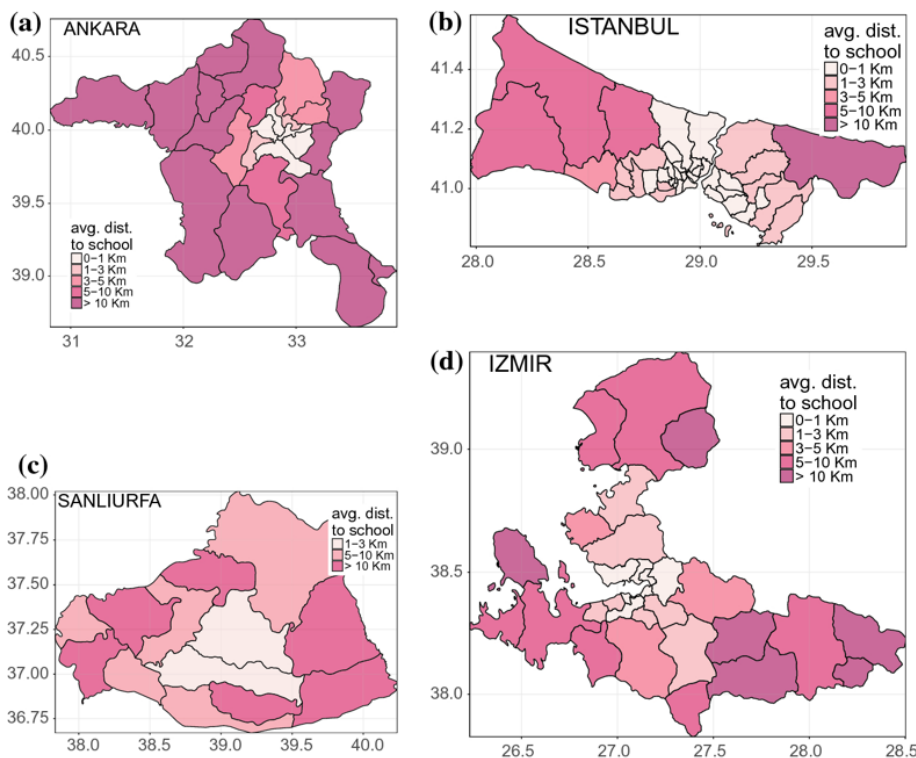 (a)
ANKARA
40.5
40.0
39.5
39.0
avg. dist.
to school
0−1 Km
1−3 Km
3−5 Km
5−10 Km
> 10 Km
31
32
33
(b)
ISTANBUL
41.4
41.2
41.0
avg. dist.
to school
0−1 Km
1−3 Km
3−5 Km
5−10 Km
> 10 Km
28.0
28.5
29.0
29.5
(c)
SANLIURFA
38.00
37.75
37.50
37.25
37.00
36.75
avg. dist.
to school
1−3 Km
5−10 Km
> 10 Km
38.0
38.5
39.0
39.5
40.0
(d)
IZMIR
39.0
38.5
38.0
avg. dist.
to school
0−1 Km
1−3 Km
3−5 Km
5−10 Km
> 10 Km
26.5
27.0
27.5
28.0
28.5